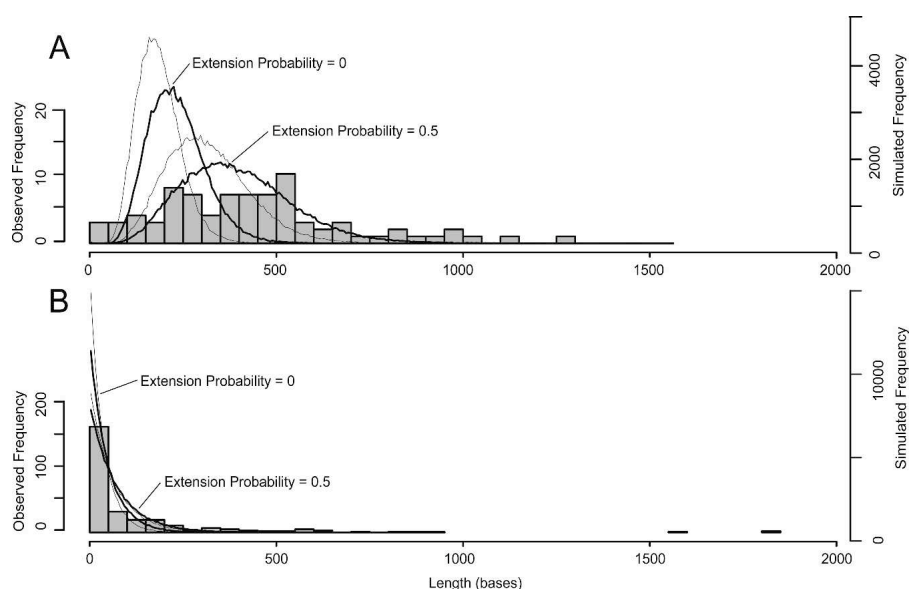 A
Extension Probability = 0
Extension Probability = 0.5
Observed Frequency
20
10
0
Simulated Frequency
4000
2000
0
0 500 1000 1500 2000
B
Extension Probability = 0
Extension Probability = 0.5
Observed Frequency
200
100
0
Simulated Frequency
10000
0
0 500 1000 1500 2000
Length (bases)